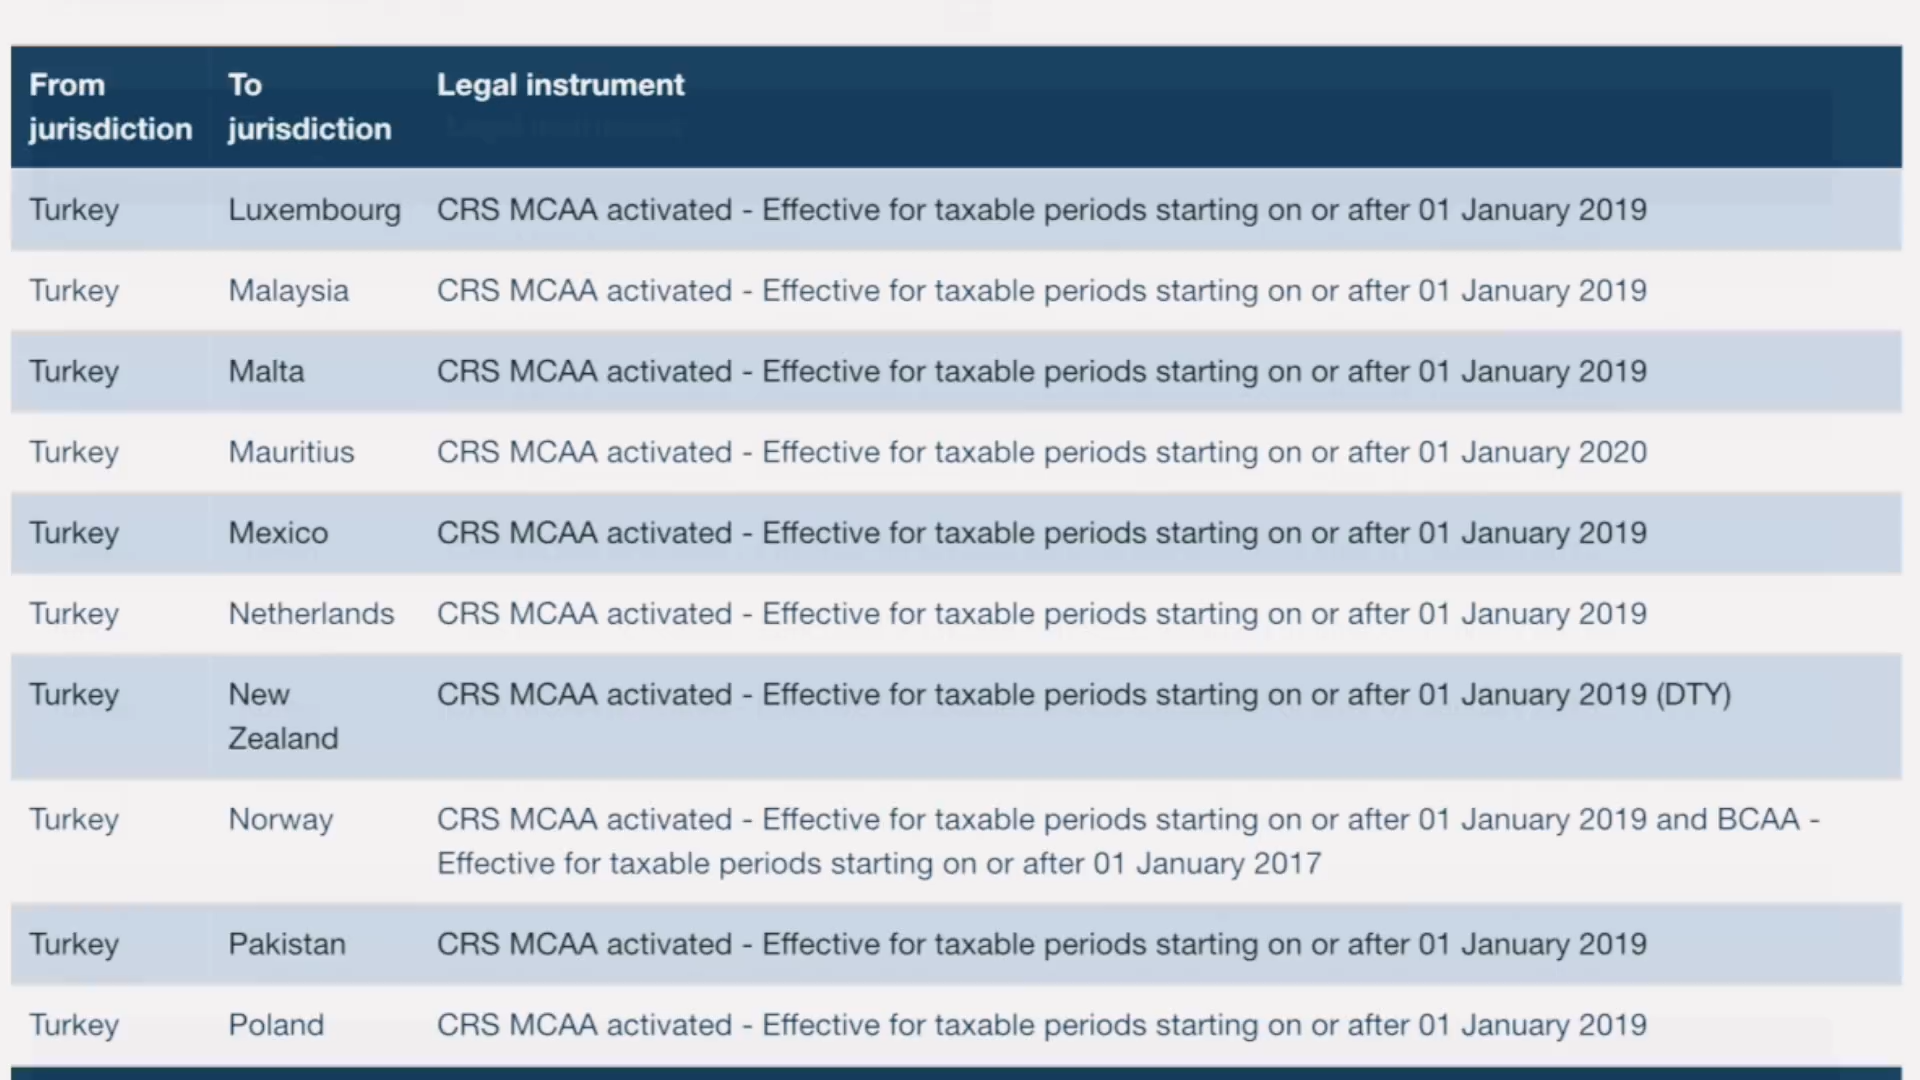 From jurisdiction To jurisdiction Legal instrument
Turkey Luxembourg CRS MCAA activated - Effective for taxable periods starting on or after 01 January 2019
Turkey Malaysia CRS MCAA activated - Effective for taxable periods starting on or after 01 January 2019
Turkey Malta CRS MCAA activated - Effective for taxable periods starting on or after 01 January 2019
Turkey Mauritius CRS MCAA activated - Effective for taxable periods starting on or after 01 January 2020
Turkey Mexico CRS MCAA activated - Effective for taxable periods starting on or after 01 January 2019
Turkey Netherlands CRS MCAA activated - Effective for taxable periods starting on or after 01 January 2019
Turkey New Zealand CRS MCAA activated - Effective for taxable periods starting on or after 01 January 2019 (DTY)
Turkey Norway CRS MCAA activated - Effective for taxable periods starting on or after 01 January 2019 and BCAA -
Effective for taxable periods starting on or after 01 January 2017
Turkey Pakistan CRS MCAA activated - Effective for taxable periods starting on or after 01 January 2019
Turkey Poland CRS MCAA activated - Effective for taxable periods starting on or after 01 January 2019